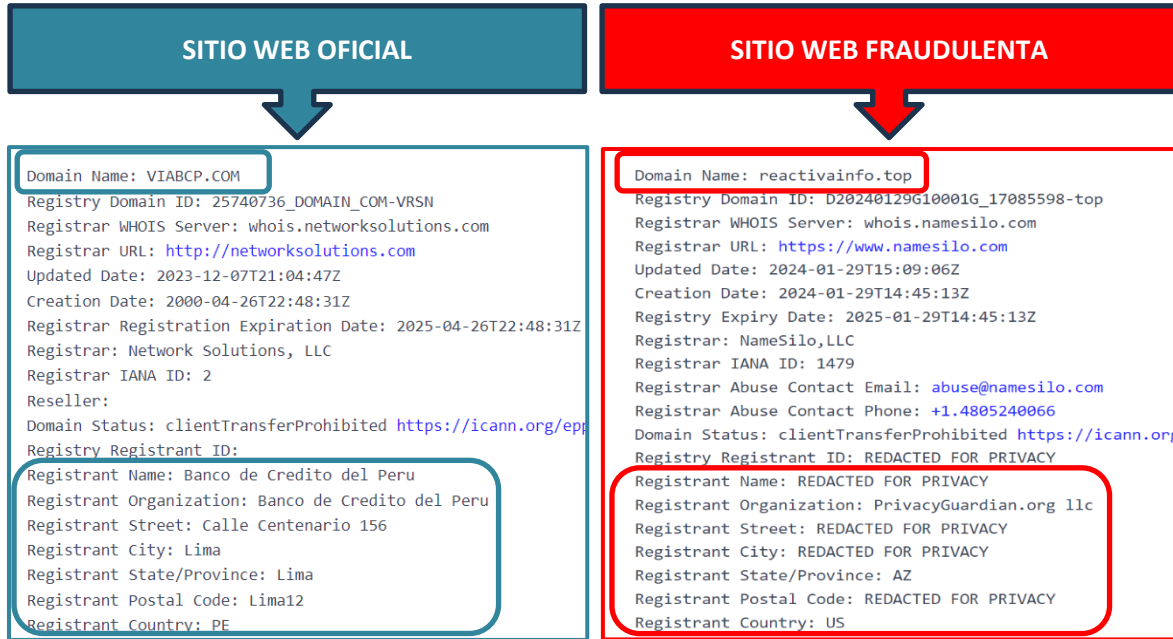 SITIO WEB OFICIAL
Domain Name: VIABCP.COM
Registry Domain ID: 25740736_DOMAIN_COM-VRSN
Registrar WHOIS Server: whois.networksolutions.com
Registrar URL: http://networksolutions.com
Updated Date: 2023-12-07T21:04:47Z
Creation Date: 2000-04-26T22:48:31Z
Registrar Registration Expiration Date: 2025-04-26T22:48:31Z
Registrar: Network Solutions, LLC
Registrar IANA ID: 2
Reseller:
Domain Status: clientTransferProhibited https://icann.org/epp
Registry Registrant ID:
Registrant Name: Banco de Credito del Peru
Registrant Organization: Banco de Credito del Peru
Registrant Street: Calle Centenario 156
Registrant City: Lima
Registrant State/Province: Lima
Registrant Postal Code: Lima12
Registrant Country: PE
SITIO WEB FRAUDULENTA
Domain Name: reactivainfo.top
Registry Domain ID: D20240129G10001G_17085598-top
Registrar WHOIS Server: whois.namesilo.com
Registrar URL: https://www.namesilo.com
Updated Date: 2024-01-29T15:09:06Z
Creation Date: 2024-01-29T14:45:13Z
Registry Expiry Date: 2025-01-29T14:45:13Z
Registrar: NameSilo,LLC
Registrar IANA ID: 1479
Registrar Abuse Contact Email: abuse@namesilo.com
Registrar Abuse Contact Phone: +1.4805240066
Domain Status: clientTransferProhibited https://icann.org
Registry Registrant ID: REDACTED FOR PRIVACY
Registrant Name: REDACTED FOR PRIVACY
Registrant Organization: PrivacyGuardian.org llc
Registrant Street: REDACTED FOR PRIVACY
Registrant City: REDACTED FOR PRIVACY
Registrant State/Province: AZ
Registrant Postal Code: REDACTED FOR PRIVACY
Registrant Country: US